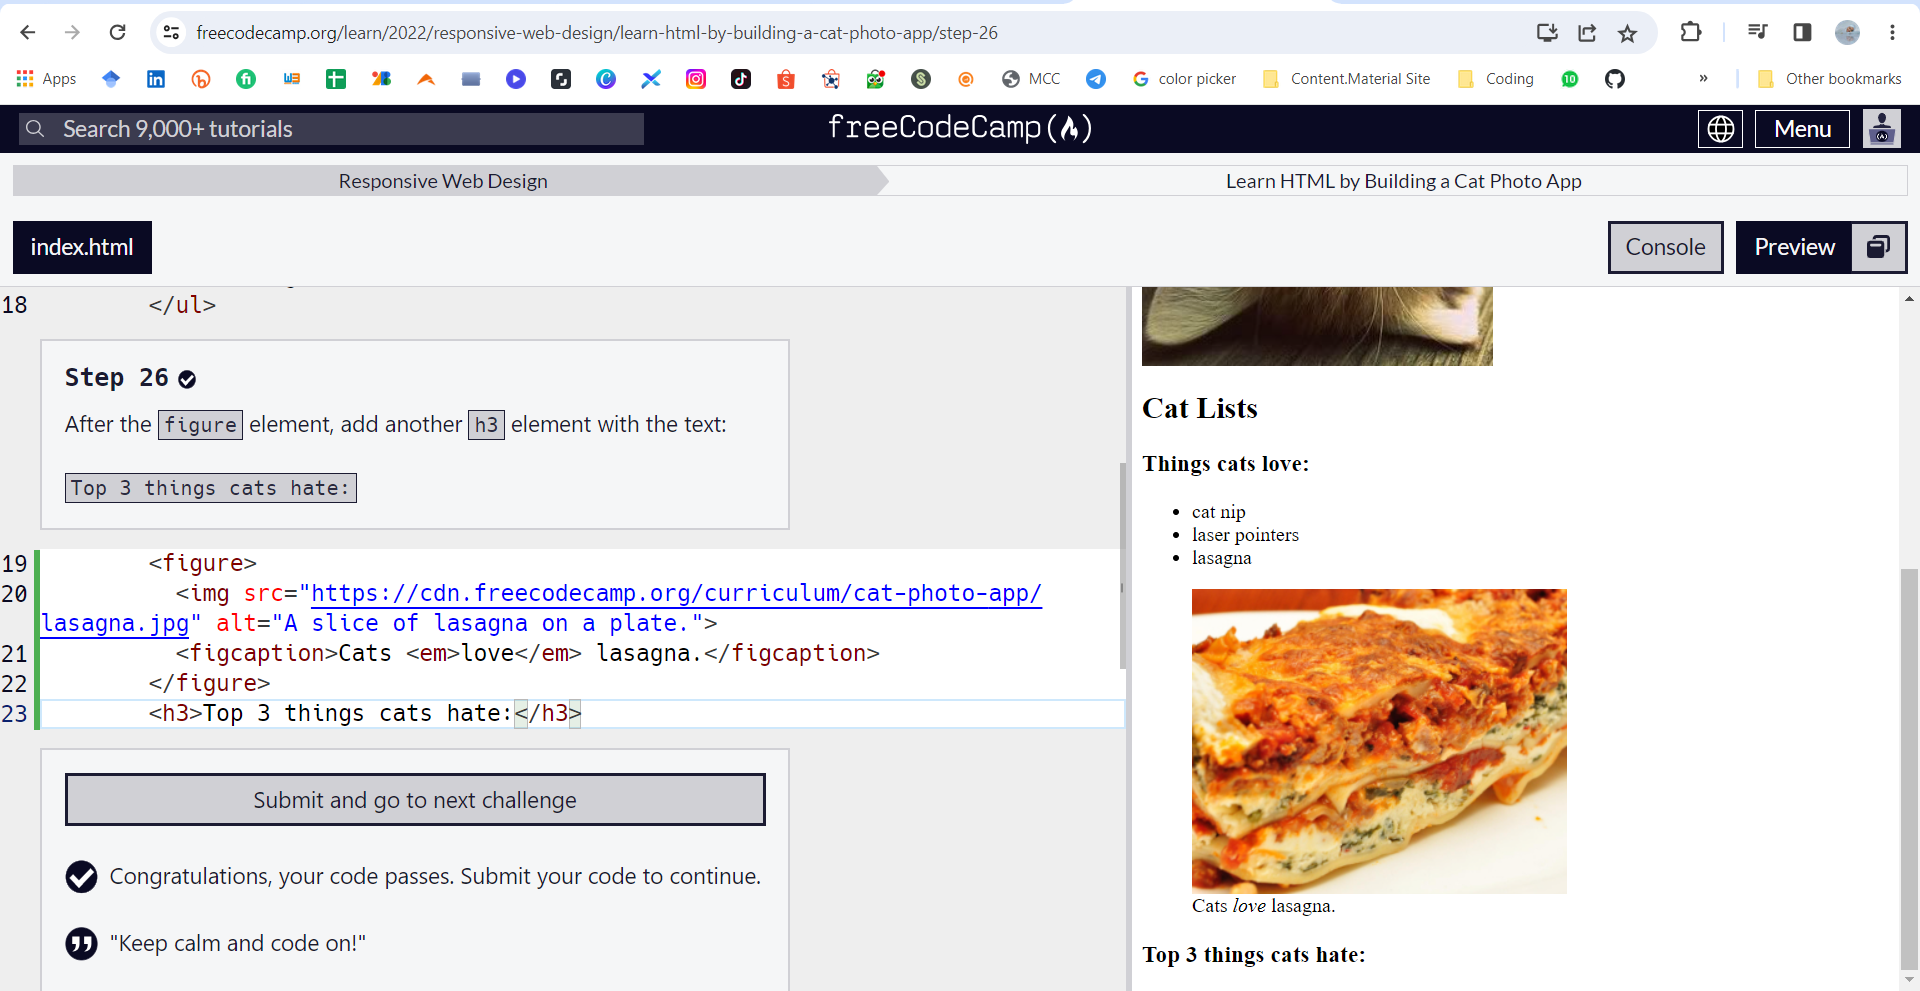 freecodecamp.org/learn/2022/responsive-web-design/learn-html-by-building-a-cat-photo-app/step-26
Apps MCC color picker Content.Material Site Coding » Other bookmarks
Search 9,000+ tutorials
freeCodeCamp
Menu
Responsive Web Design
Learn HTML by Building a Cat Photo App
index.html
Console
Preview
18 </ul>
Step 26
After the figure element, add another h3 element with the text:
Top 3 things cats hate:
19 <figure>
20 <img src="https://cdn.freecodecamp.org/curriculum/cat-photo-app/
lasagna.jpg" alt="A slice of lasagna on a plate.">
21 <figcaption>Cats <em>love</em> lasagna.</figcaption>
22 </figure>
23 <h3>Top 3 things cats hate:</h3>
Submit and go to next challenge
Congratulations, your code passes. Submit your code to continue.
"Keep calm and code on!"
Cat Lists
Things cats love:
• cat nip
• laser pointers
• lasagna
Cats love lasagna.
Top 3 things cats hate: